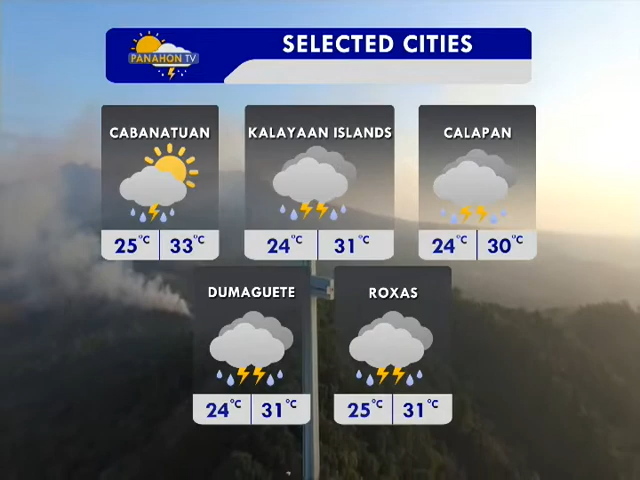 PANAHON TV
SELECTED CITIES
CABANATUAN
25°C 33°C
KALAYAAN ISLANDS
24°C 31°C
CALAPAN
24°C 30°C
DUMAGUETE
24°C 31°C
ROXAS
25°C 31°C